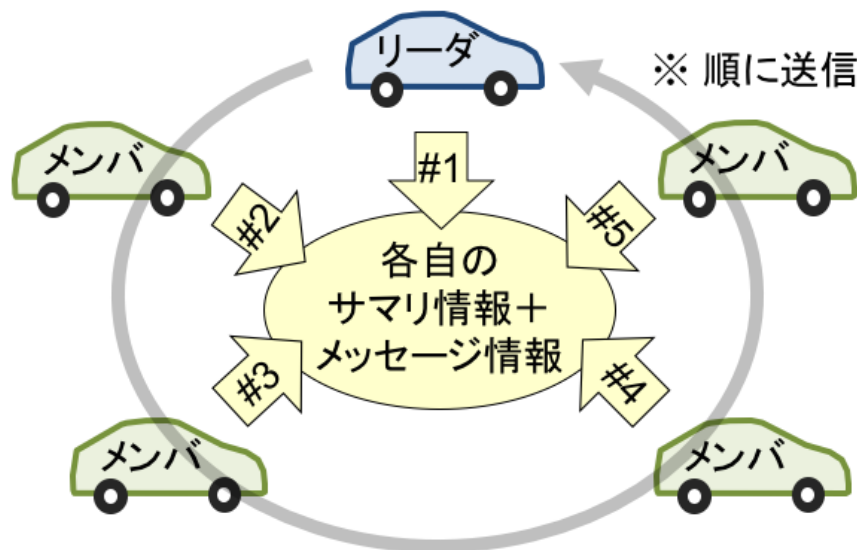 リーダ
※ 順に送信
メンバ
メンバ
#1
#2
#5
各自の
サマリ情報＋
メッセージ情報
#3
#4
メンバ
メンバ